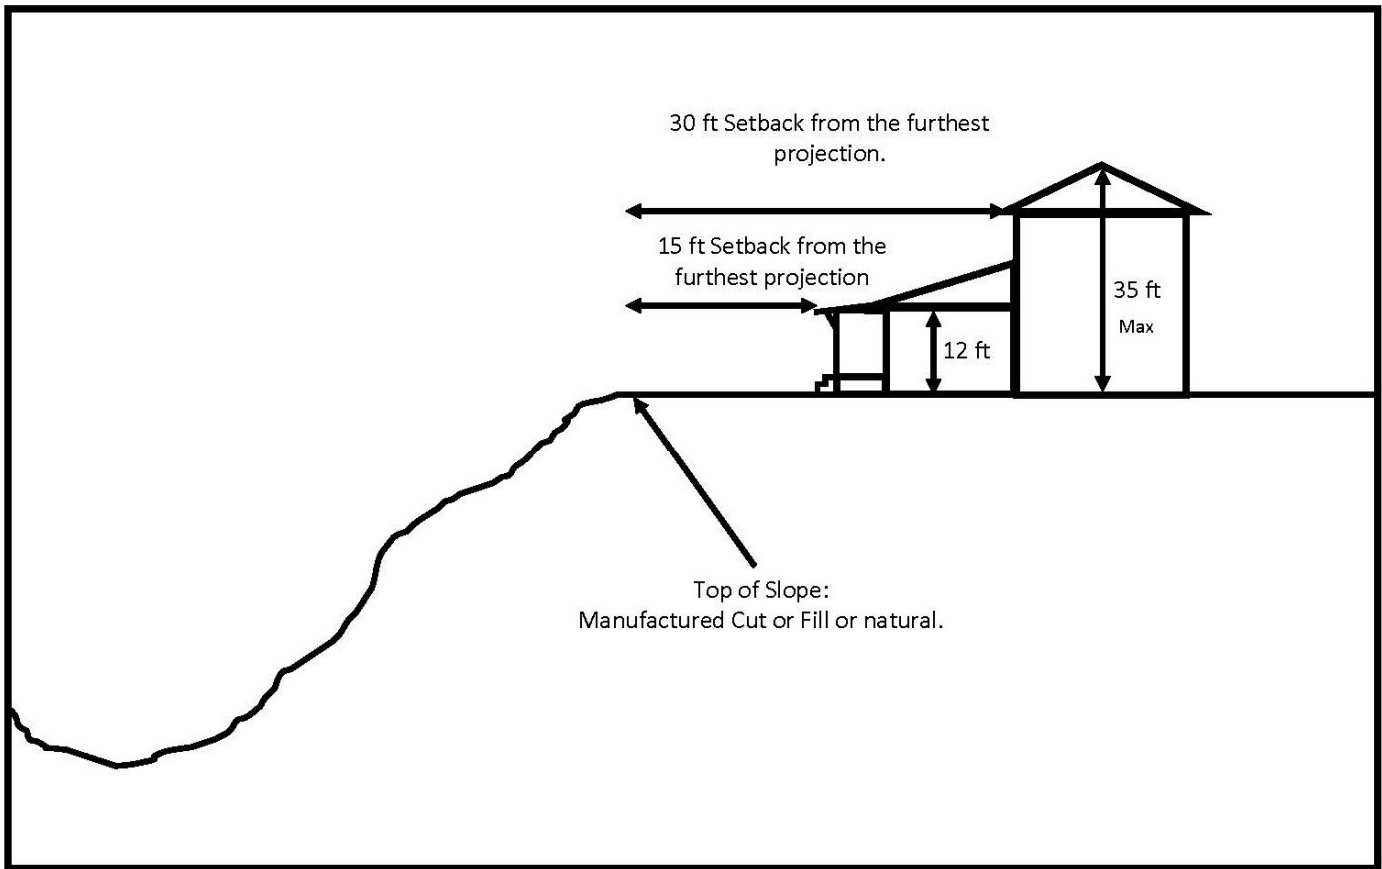 30 ft Setback from the furthest
projection.
15 ft Setback from the
furthest projection
35 ft
Max
12 ft
Top of Slope:
Manufactured Cut or Fill or natural.